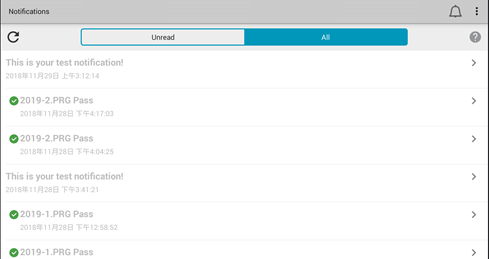 Notifications
Unread
All
This is your test notification!
2018年11月29日 上午3:12:14
2019-2.PRG Pass
2018年11月28日 下午4:17:03
2019-2.PRG Pass
2018年11月28日 下午4:04:25
This is your test notification!
2018年11月28日 下午3:41:21
2019-1.PRG Pass
2018年11月28日 下午12:58:52
2019-1.PRG Pass